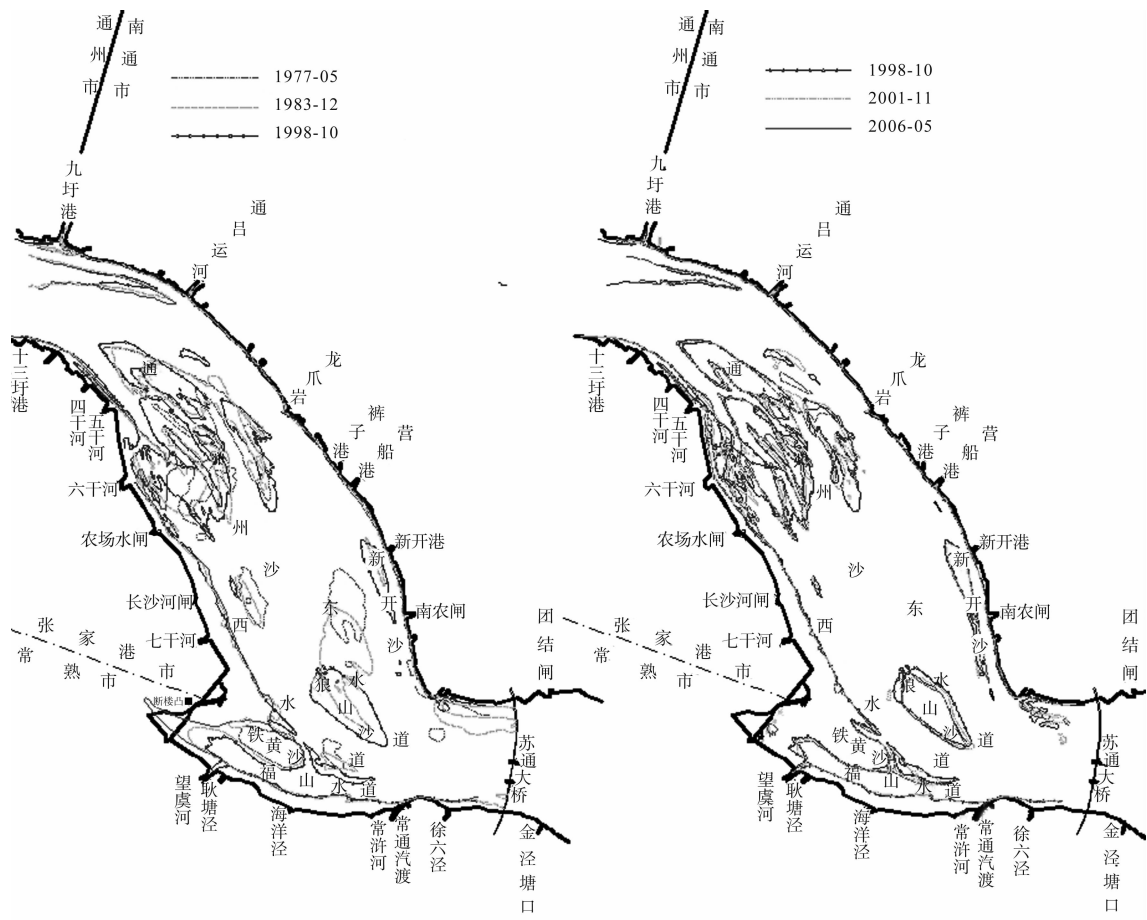 通州市
南通市
1977-05
1983-12
1998-10
九圩港
通吕运河
十三圩港
通州沙
龙爪岩
裤子港
营船港
四干河
五干河
六干河
农场水闸
新开港
新开沙
长沙河闸
西水道
东水道
南农闸
七干河
张家港市
常熟市
断楼凸
狼山沙
团结闸
铁黄沙
福山水道
望虞河
耿塘泾
海洋泾
常浒河
常通汽渡
徐六泾
苏通大桥
金泾塘口
通州市
南通市
1998-10
2001-11
2006-05
九圩港
通吕运河
十三圩港
通州沙
龙爪岩
裤子港
营船港
四干河
五干河
六干河
农场水闸
新开港
新开沙
长沙河闸
西水道
东水道
南农闸
七干河
张家港市
常熟市
狼山沙
团结闸
铁黄沙
福山水道
望虞河
耿塘泾
海洋泾
常浒河
常通汽渡
徐六泾
苏通大桥
金泾塘口